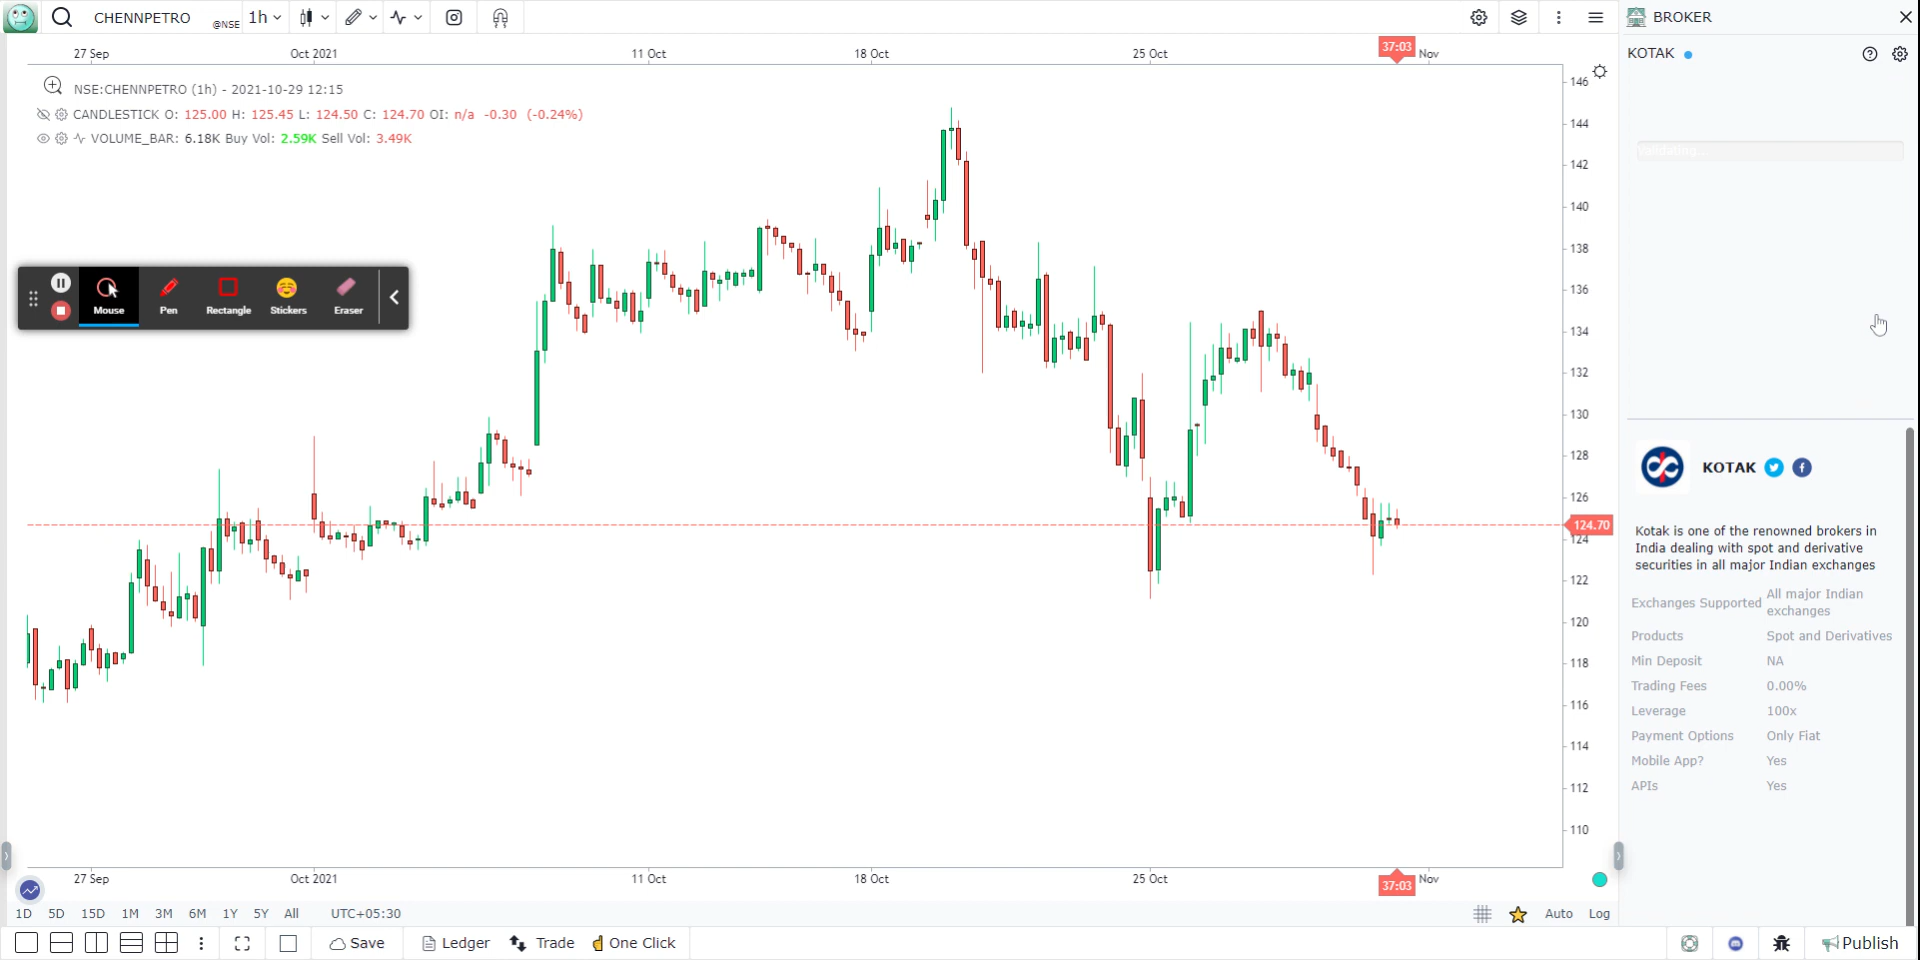 CHENNPETRO @NSE 1h
BROKER
27 Sep Oct 2021 11 Oct 18 Oct 25 Oct 37:03 Nov
KOTAK
NSE:CHENNPETRO (1h) - 2021-10-29 12:15
CANDLESTICK O: 125.00 H: 125.45 L: 124.50 C: 124.70 OI: n/a -0.30 (-0.24%)
VOLUME_BAR: 6.18K Buy Vol: 2.59K Sell Vol: 3.49K
Validating...
Mouse Pen Rectangle Stickers Eraser
146
144
142
140
138
136
134
132
130
128
126
124.70
124
122
120
118
116
114
112
110
KOTAK
Kotak is one of the renowned brokers in
India dealing with spot and derivative
securities in all major Indian exchanges
Exchanges Supported All major Indian
exchanges
Products Spot and Derivatives
Min Deposit NA
Trading Fees 0.00%
Leverage 100x
Payment Options Only Fiat
Mobile App? Yes
APIs Yes
27 Sep Oct 2021 11 Oct 18 Oct 25 Oct 37:03 Nov
1D 5D 15D 1M 3M 6M 1Y 5Y All UTC+05:30 Auto Log
Save Ledger Trade One Click Publish